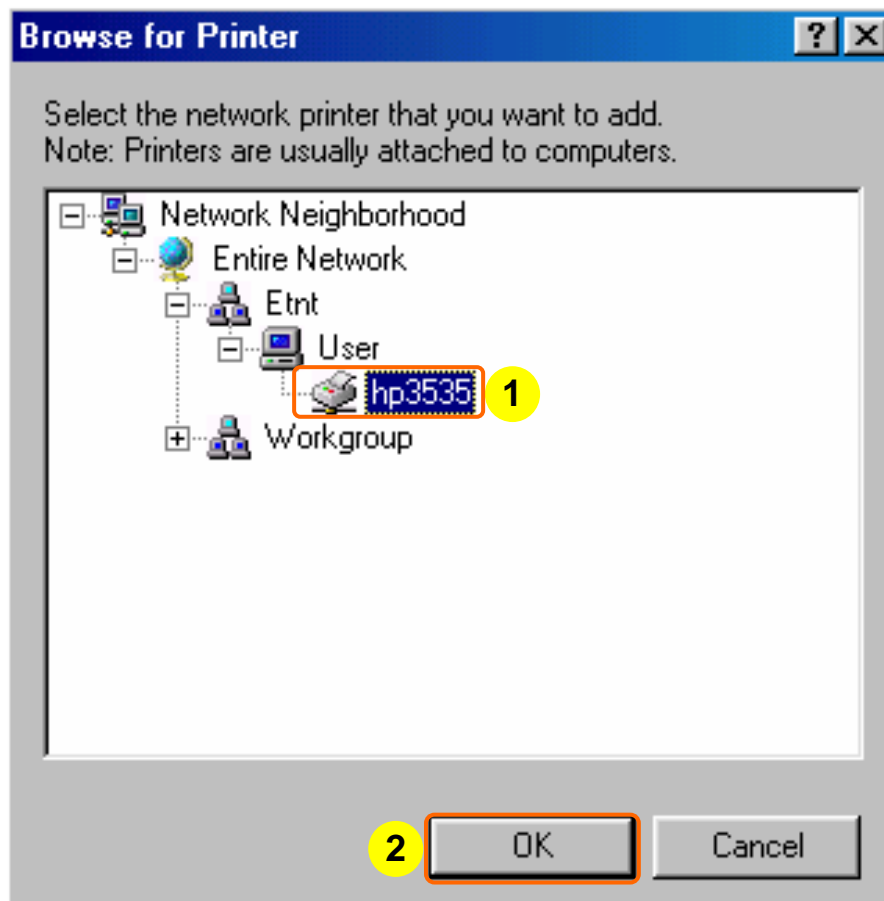 Browse for Printer
Select the network printer that you want to add.
Note: Printers are usually attached to computers.
Network Neighborhood
Entire Network
Etnt
User
hp3535 1
Workgroup
2 OK Cancel